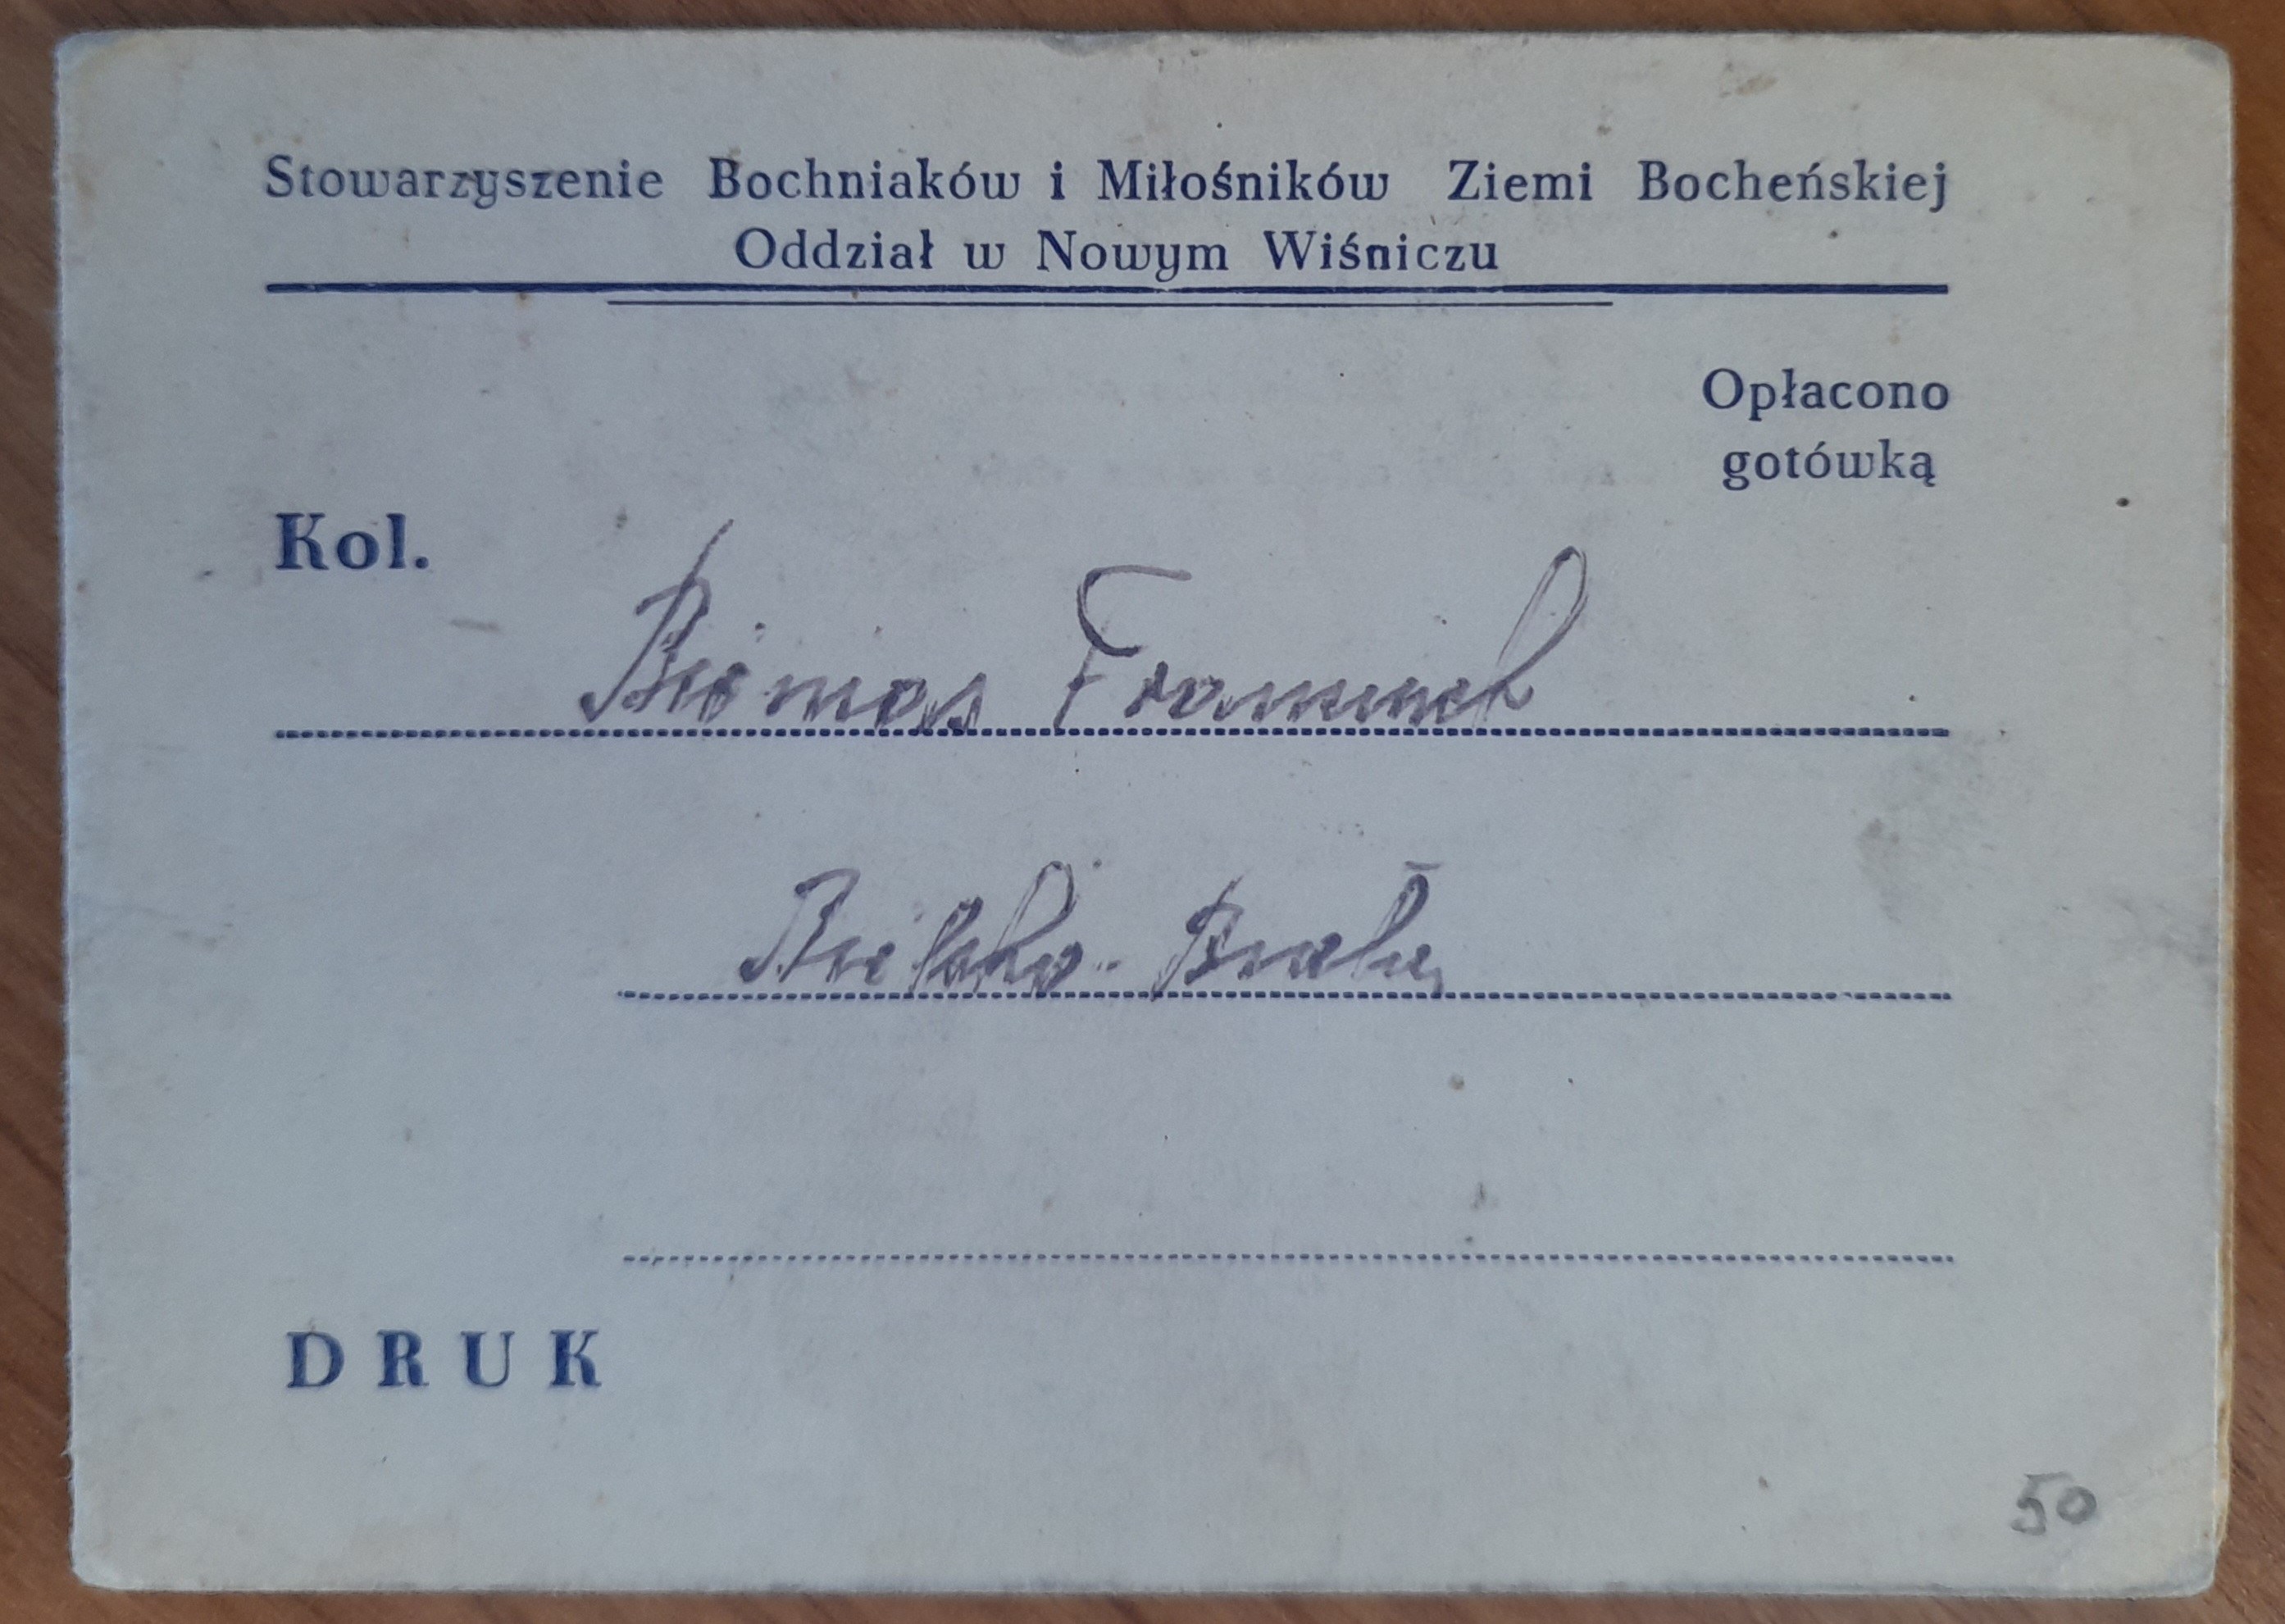 Stowarzyszenie Bochniaków i Miłośników Ziemi Bocheńskiej
Oddział w Nowym Wiśniczu
Opłacono
gotówką
Kol.
Bielsko-Biała
DRUK
50